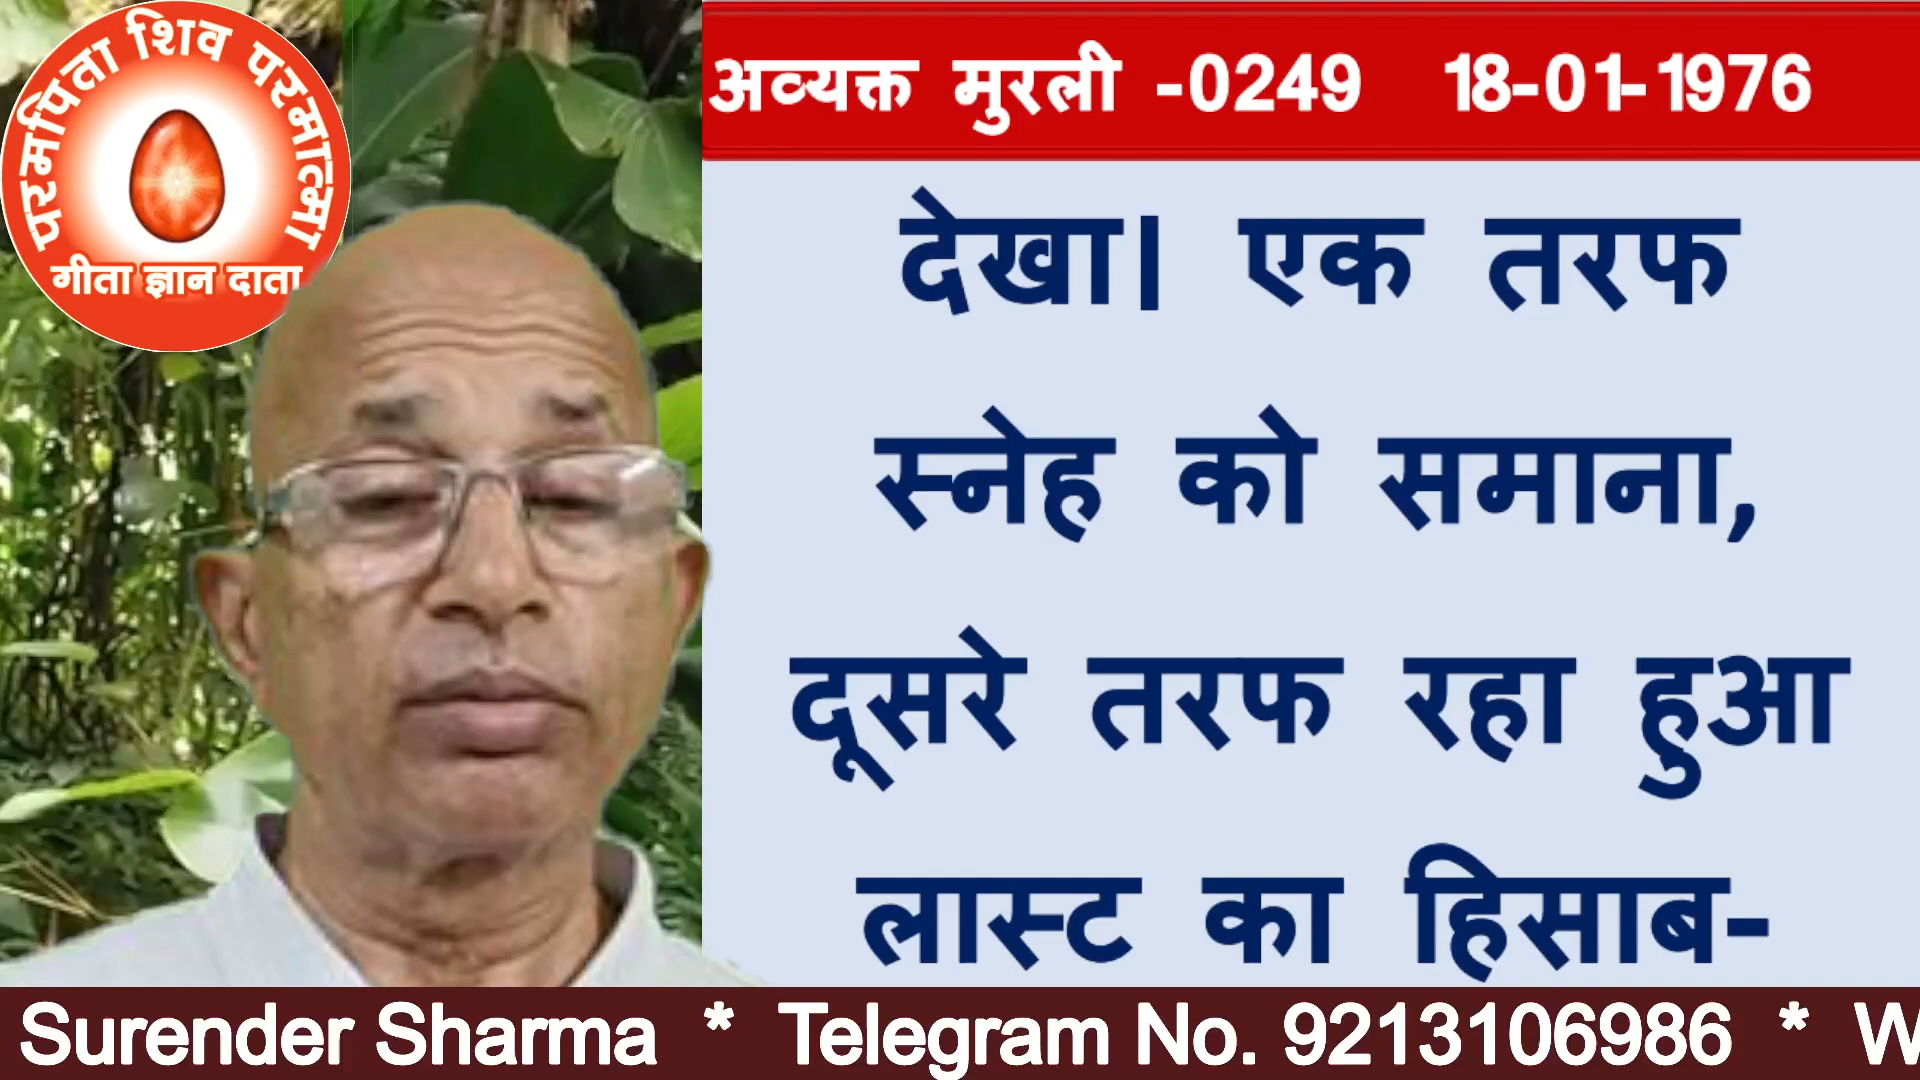 परमपिता शिव परमात्मा
गीता ज्ञान दाता
अव्यक्त मुरली -0249 18-01-1976
देखा। एक तरफ
स्नेह को समाना,
दूसरे तरफ रहा हुआ
लास्ट का हिसाब-
Surender Sharma * Telegram No. 9213106986 * W